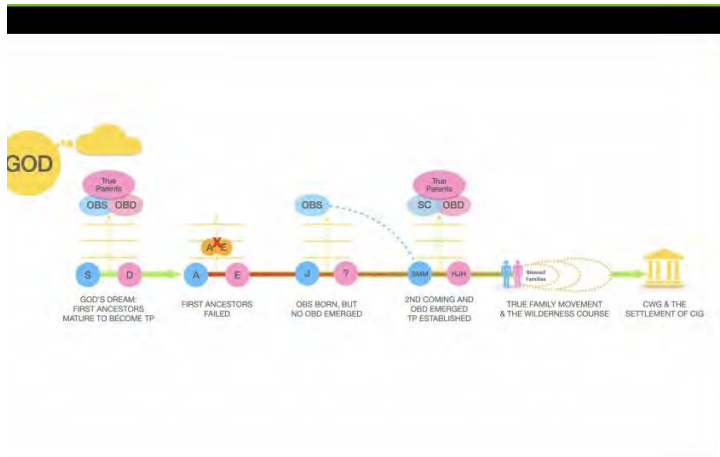 GOD
True
Parents
OBS OBD
S D
GOD'S DREAM:
FIRST ANCESTORS
MATURE TO BECOME TP
A E
A E
FIRST ANCESTORS
FAILED
OBS
J ?
OBS BORN, BUT
NO OBD EMERGED
True
Parents
SC OBD
SMM HJH
2ND COMING AND
OBD EMERGED
TP ESTABLISHED
Blessed
Families
TRUE FAMILY MOVEMENT
& THE WILDERNESS COURSE
CWG & THE
SETTLEMENT OF CIG